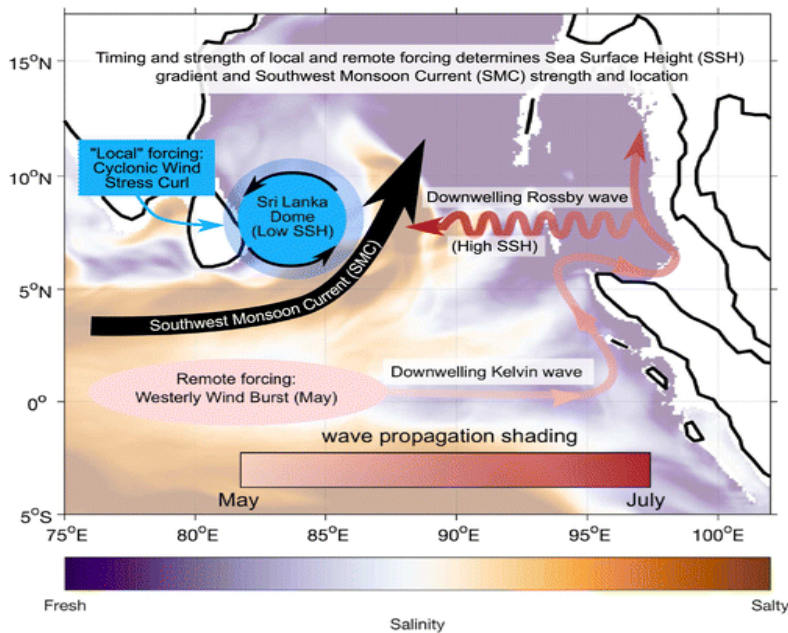 Timing and strength of local and remote forcing determines Sea Surface Height (SSH)
gradient and Southwest Monsoon Current (SMC) strength and location
15°N
"Local" forcing:
Cyclonic Wind
Stress Curl
10°N
Sri Lanka
Dome
(Low SSH)
Downwelling Rossby wave
(High SSH)
5°N
Southwest Monsoon Current (SMC)
Remote forcing:
Westerly Wind Burst (May)
Downwelling Kelvin wave
0°
wave propagation shading
May
July
5°S
75°E
80°E
85°E
90°E
95°E
100°E
Fresh
Salty
Salinity